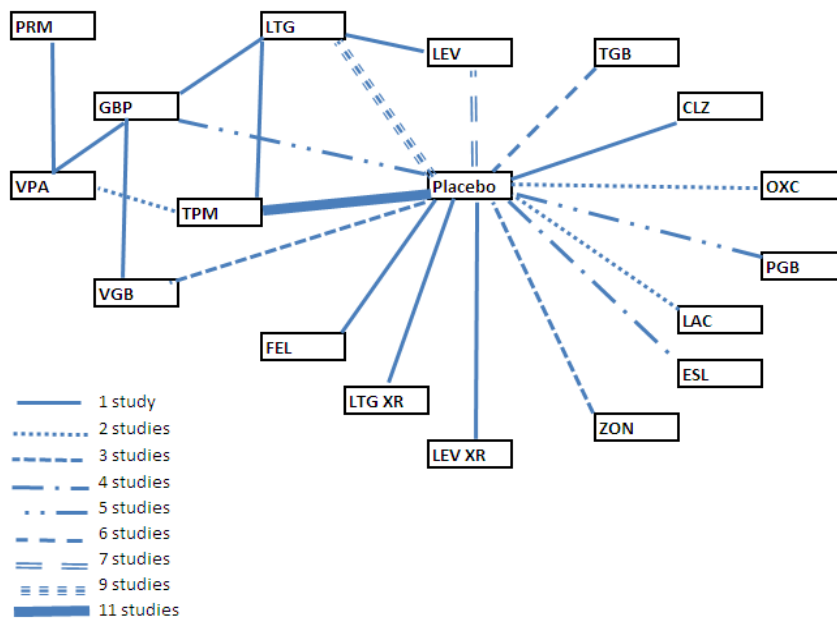 PRM
LTG
LEV
TGB
GBP
CLZ
VPA
TPM
Placebo
OXC
VGB
PGB
FEL
LAC
ESL
LTG XR
ZON
LEV XR
1 study
2 studies
3 studies
4 studies
5 studies
6 studies
7 studies
9 studies
11 studies